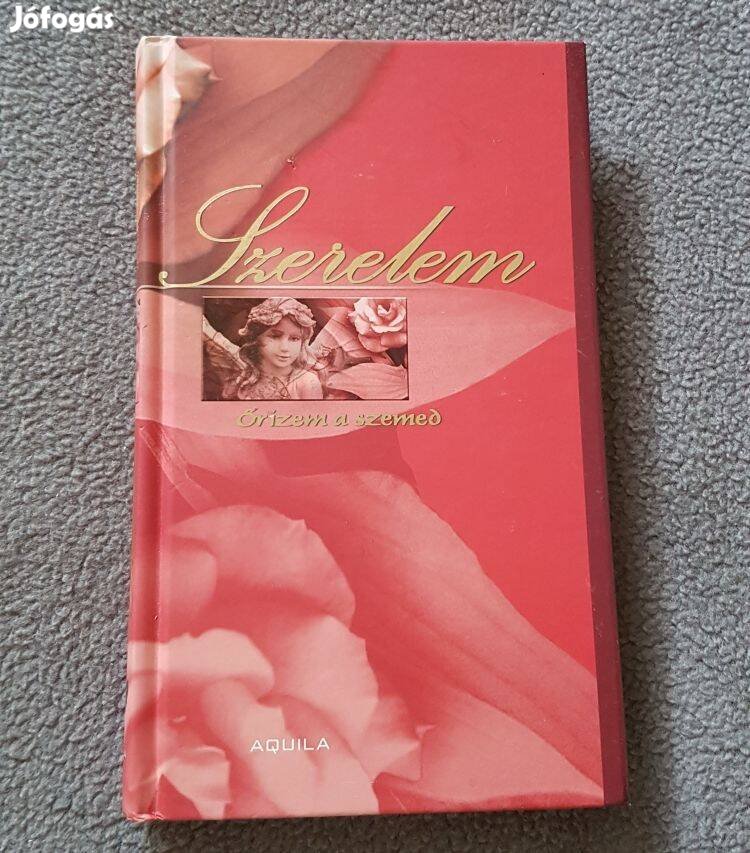 Jófogás
Szerelem
Őrizem a szemed
AQUILA